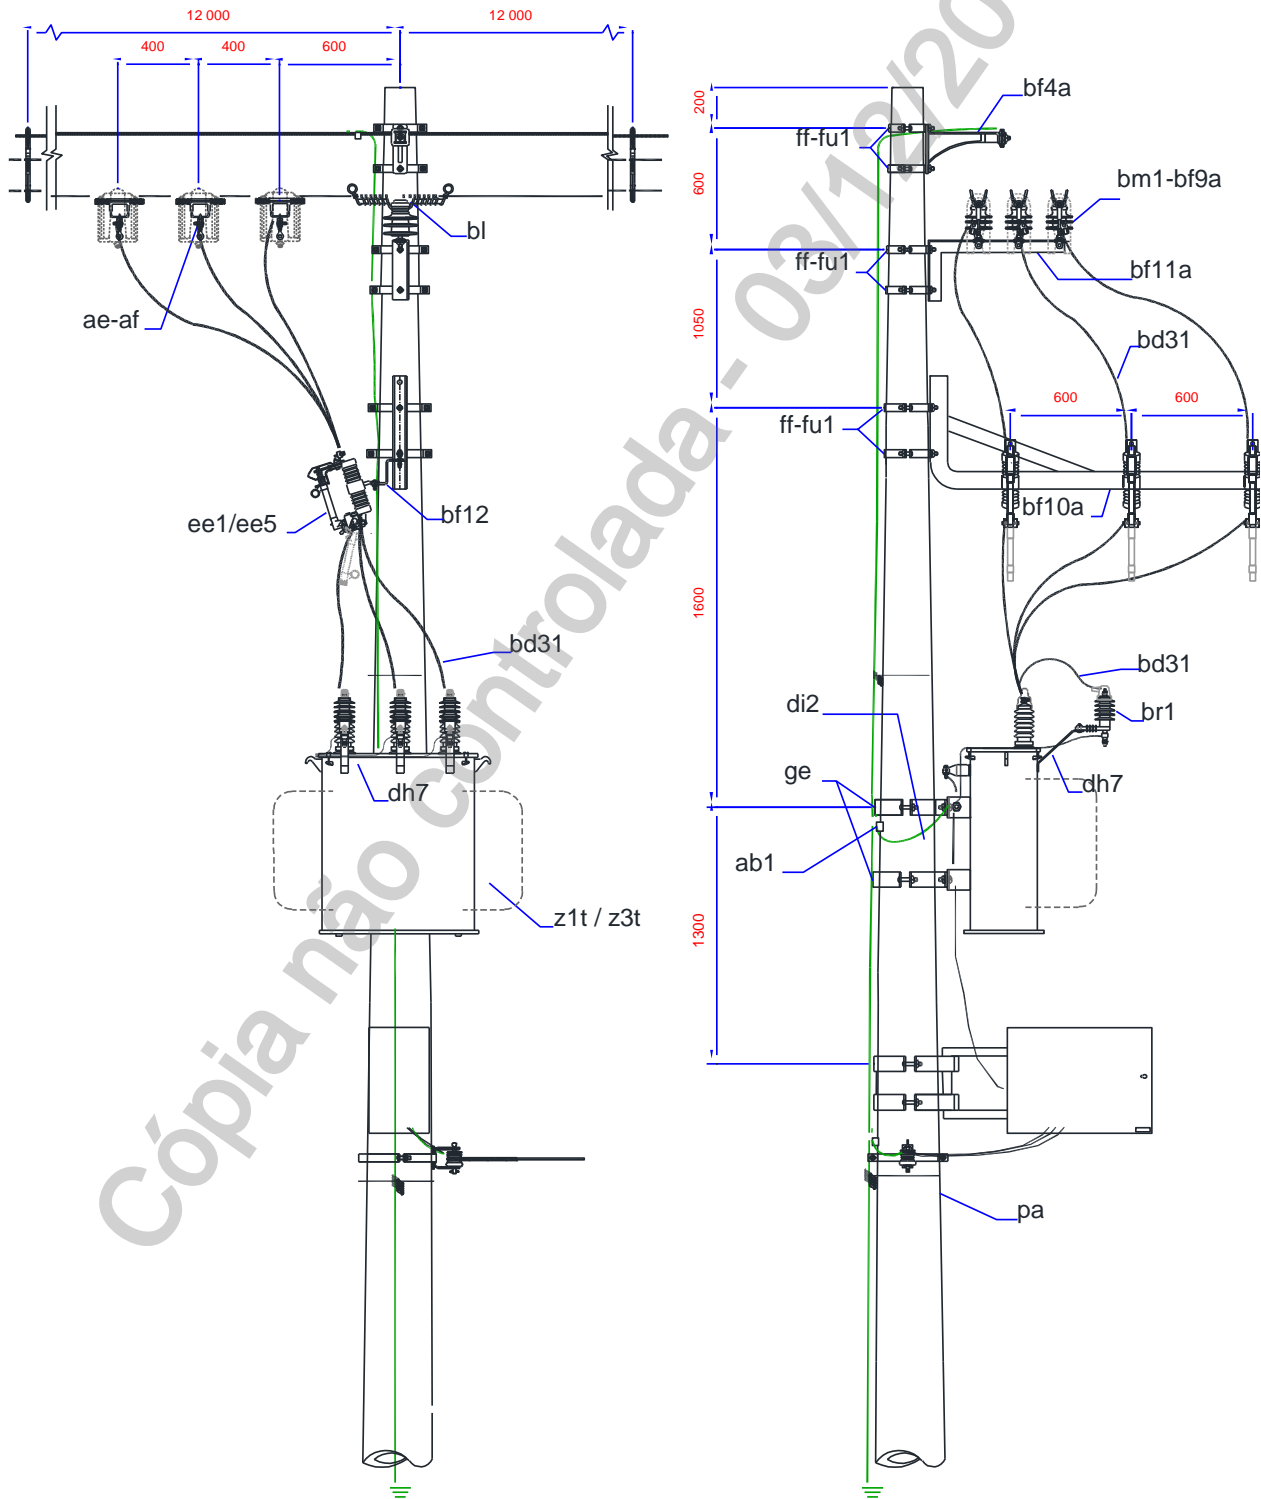 12 000
12 000
400
400
600
bl
ae-af
ee1/ee5
bf12
bd31
dh7
z1t / z3t
200
600
1050
1600
1300
bf4a
ff-fu1
bm1-bf9a
ff-fu1
bf11a
bd31
600
600
ff-fu1
bf10a
bd31
di2
br1
ge
dh7
ab1
pa
Cópia não controlada - 03/12/20